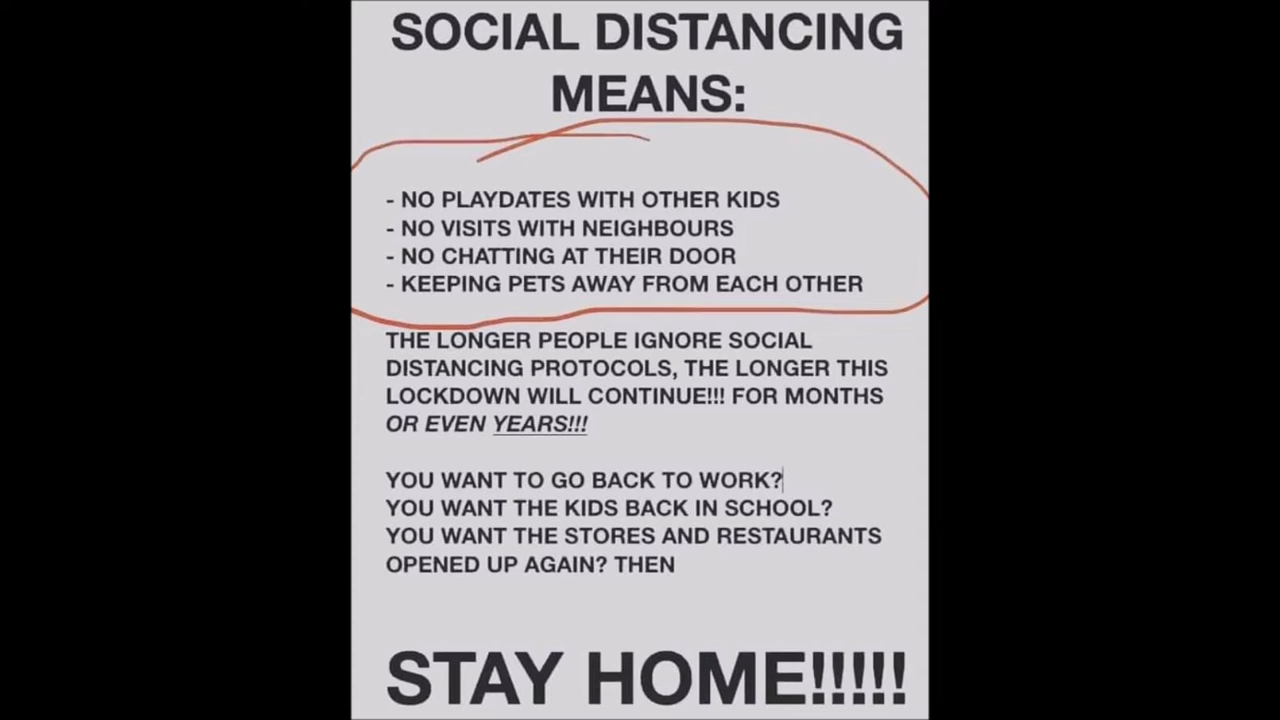 SOCIAL DISTANCING
MEANS:
- NO PLAYDATES WITH OTHER KIDS
- NO VISITS WITH NEIGHBOURS
- NO CHATTING AT THEIR DOOR
- KEEPING PETS AWAY FROM EACH OTHER
THE LONGER PEOPLE IGNORE SOCIAL
DISTANCING PROTOCOLS, THE LONGER THIS
LOCKDOWN WILL CONTINUE!!! FOR MONTHS
OR EVEN YEARS!!!
YOU WANT TO GO BACK TO WORK?
YOU WANT THE KIDS BACK IN SCHOOL?
YOU WANT THE STORES AND RESTAURANTS
OPENED UP AGAIN? THEN
STAY HOME!!!!!